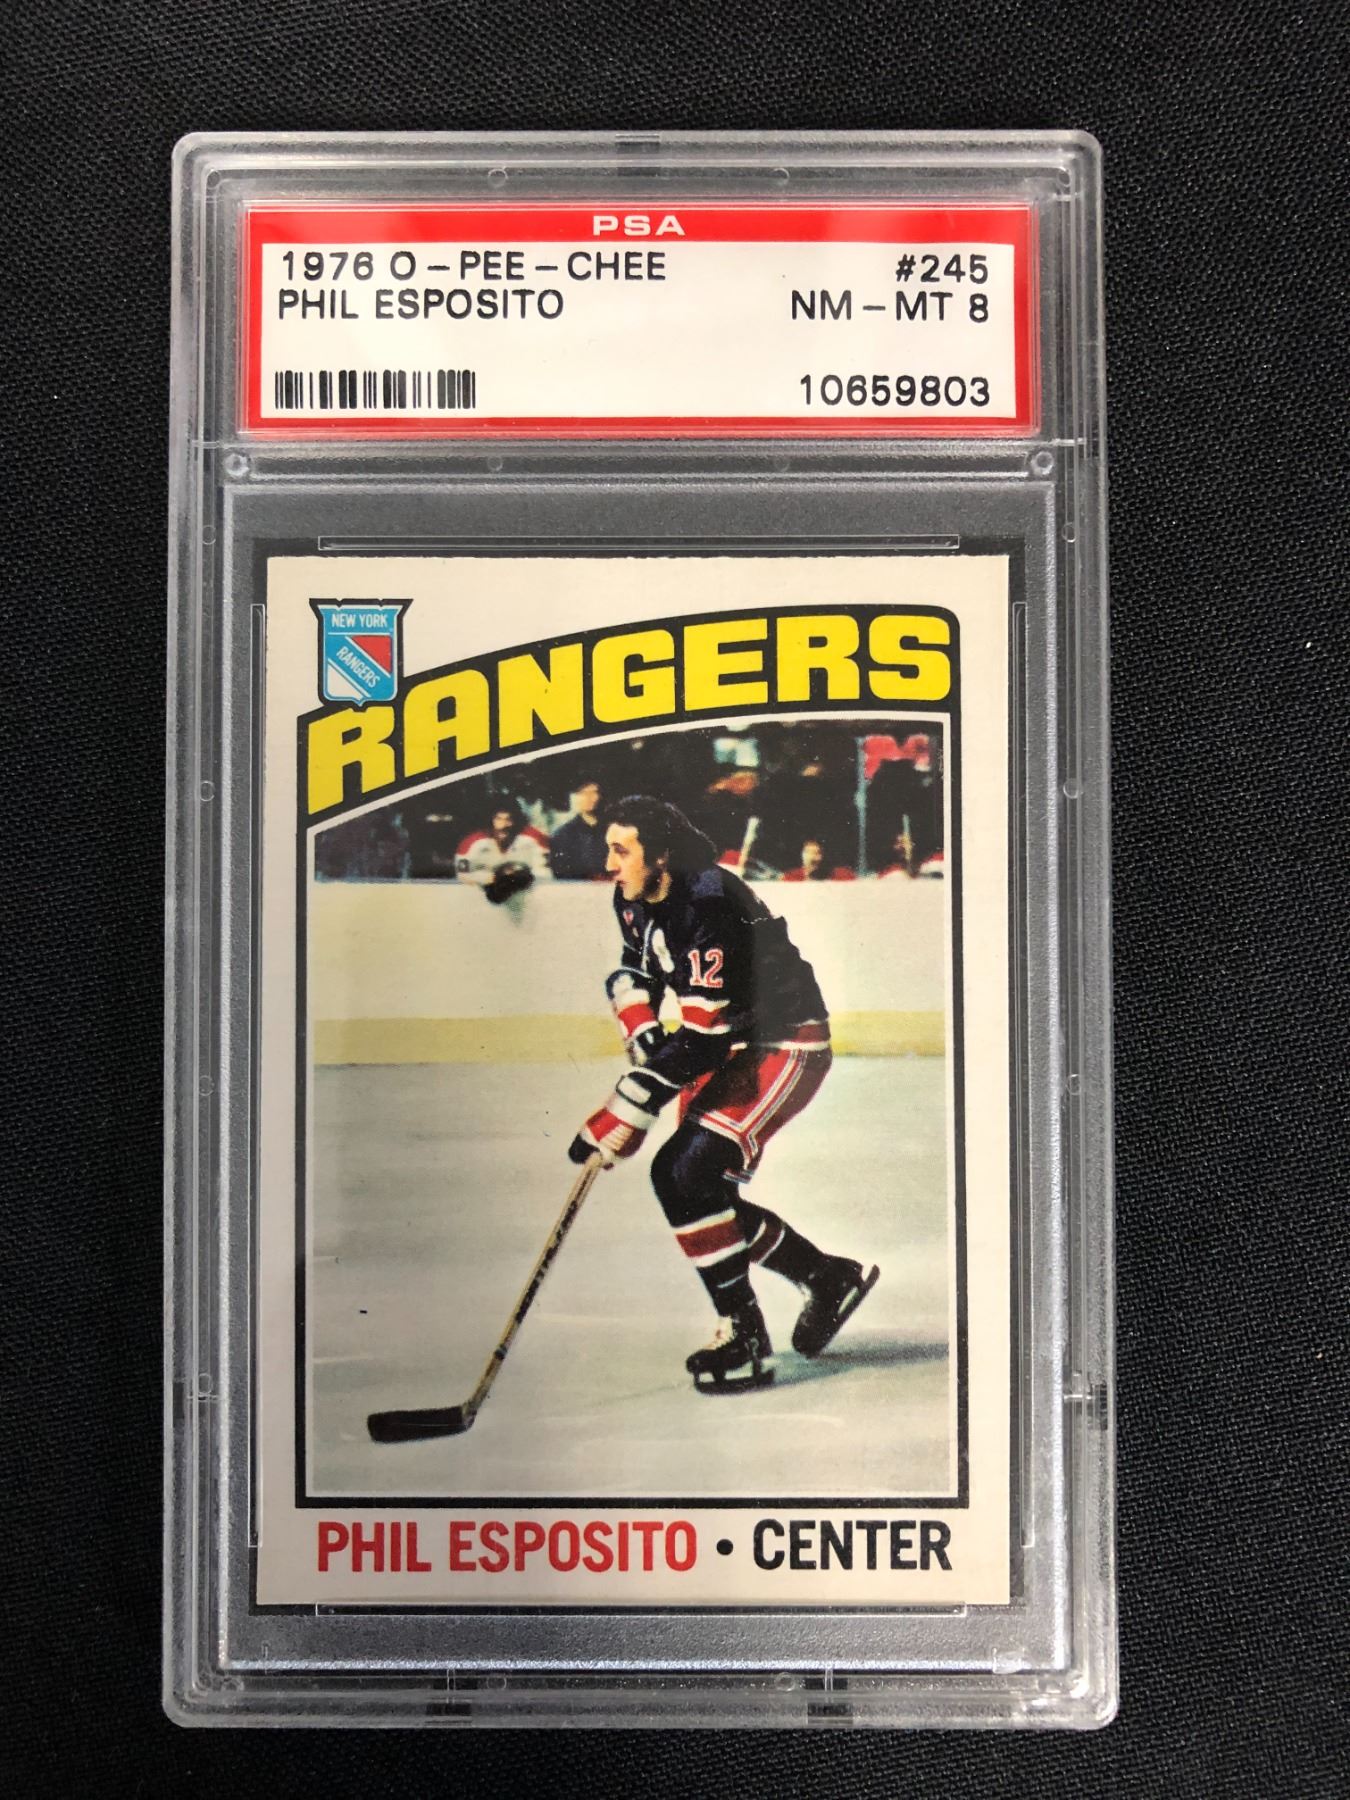 PSA
1976 O-PEE-CHEE #245
PHIL ESPOSITO NM-MT 8
10659803
NEW YORK
RANGERS
RANGERS
12
PHIL ESPOSITO • CENTER